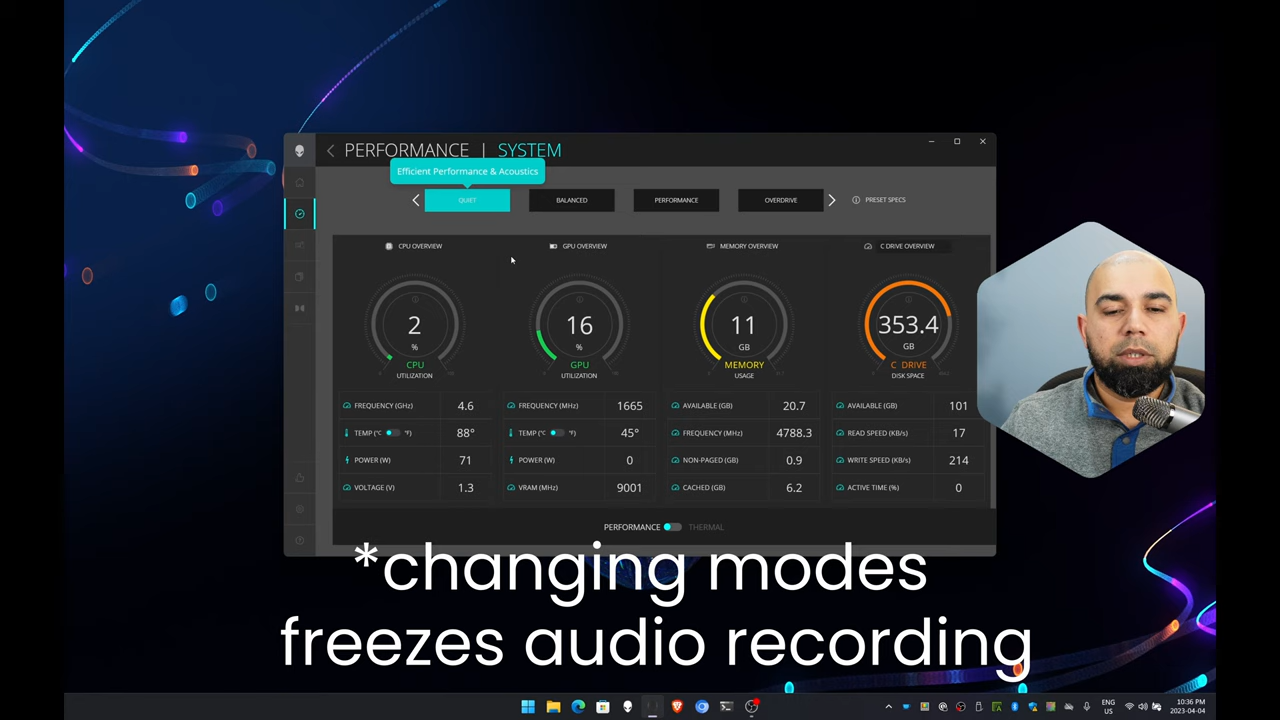 PERFORMANCE | SYSTEM
Efficient Performance & Acoustics
QUIET BALANCED PERFORMANCE OVERDRIVE PRESET SPECS
CPU OVERVIEW GPU OVERVIEW MEMORY OVERVIEW C DRIVE OVERVIEW
2 16 11 353.4
% % GB GB
CPU GPU MEMORY C DRIVE
UTILIZATION UTILIZATION USAGE DISK SPACE
FREQUENCY (GHz) 4.6 FREQUENCY (MHz) 1665 AVAILABLE (GB) 20.7 AVAILABLE (GB) 101
TEMP (°C °F) 88° TEMP (°C °F) 45° FREQUENCY (MHz) 4788.3 READ SPEED (KB/s) 17
POWER (W) 71 POWER (W) 0 NON-PAGED (GB) 0.9 WRITE SPEED (KB/s) 214
VOLTAGE (V) 1.3 VRAM (MHz) 9001 CACHED (GB) 6.2 ACTIVE TIME (%) 0
PERFORMANCE THERMAL
*changing modes
freezes audio recording
ENG 10:36 PM
US 2023-04-04